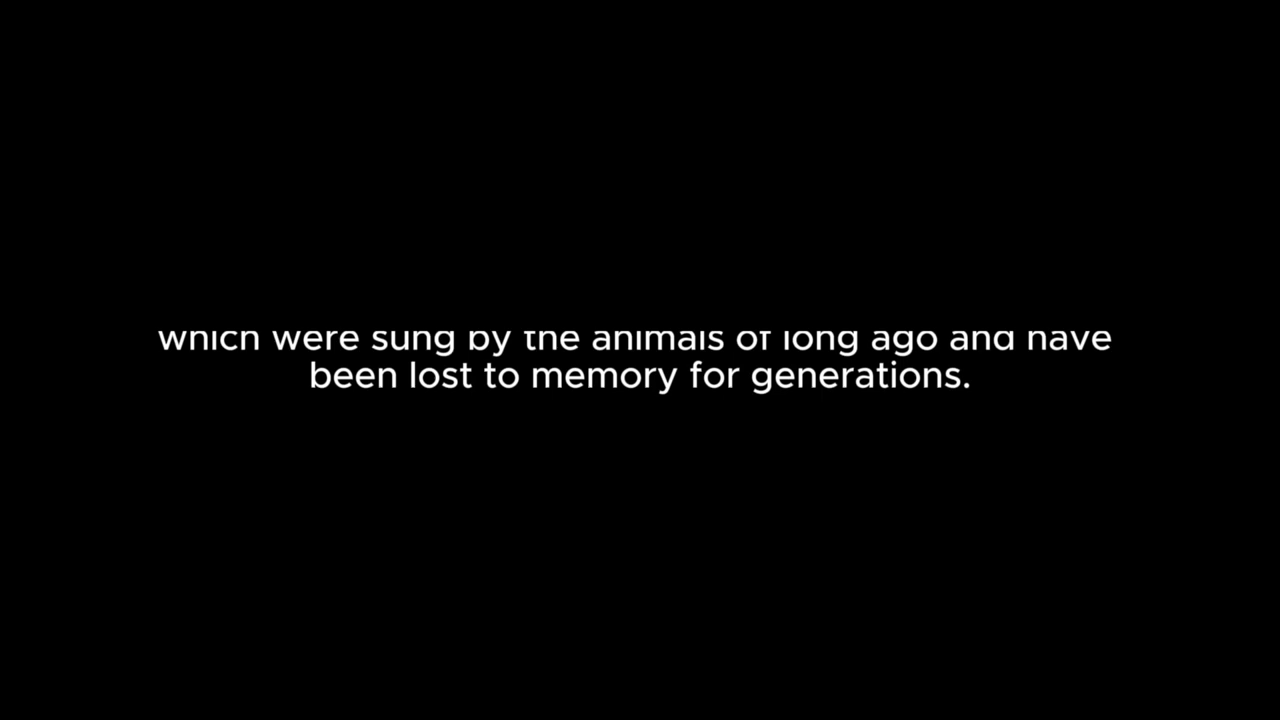 which were sung by the animals of long ago and have
been lost to memory for generations.